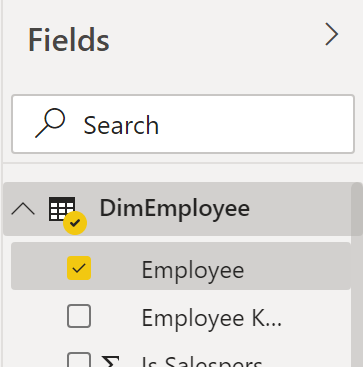 Fields
Search
DimEmployee
Employee
Employee K...
Is Salespers